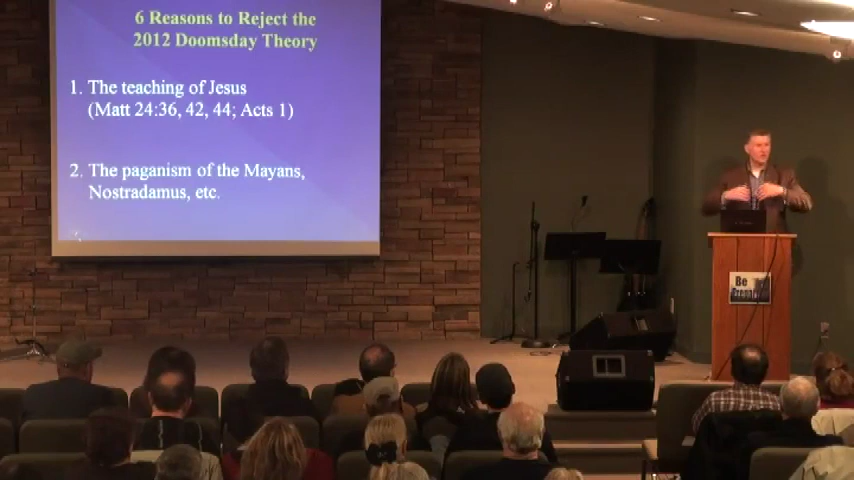 6 Reasons to Reject the
2012 Doomsday Theory
1. The teaching of Jesus
(Matt 24:36, 42, 44; Acts 1)
2. The paganism of the Mayans,
Nostradamus, etc.
Be